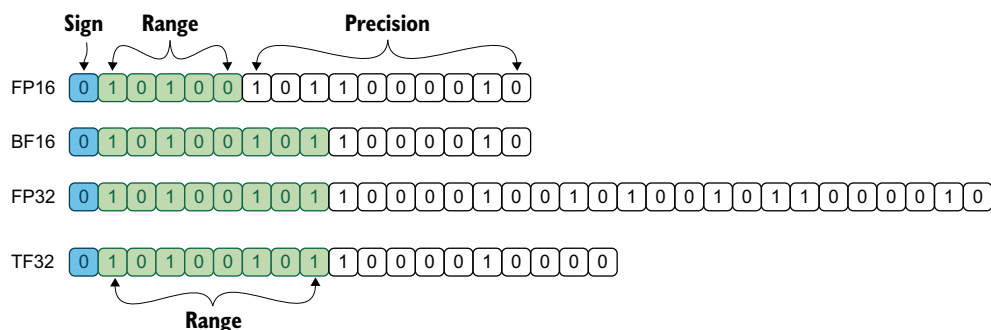 Sign Range Precision
FP16 0 1 0 1 0 0 1 0 1 1 0 0 0 0 1 0
BF16 0 1 0 1 0 0 1 0 1 1 0 0 0 0 1 0
FP32 0 1 0 1 0 0 1 0 1 1 0 0 0 0 1 0 0 1 0 1 0 0 1 0 1 1 0 0 0 0 1 0
TF32 0 1 0 1 0 0 1 0 1 1 0 0 0 0 1 0 0 0 0
Range